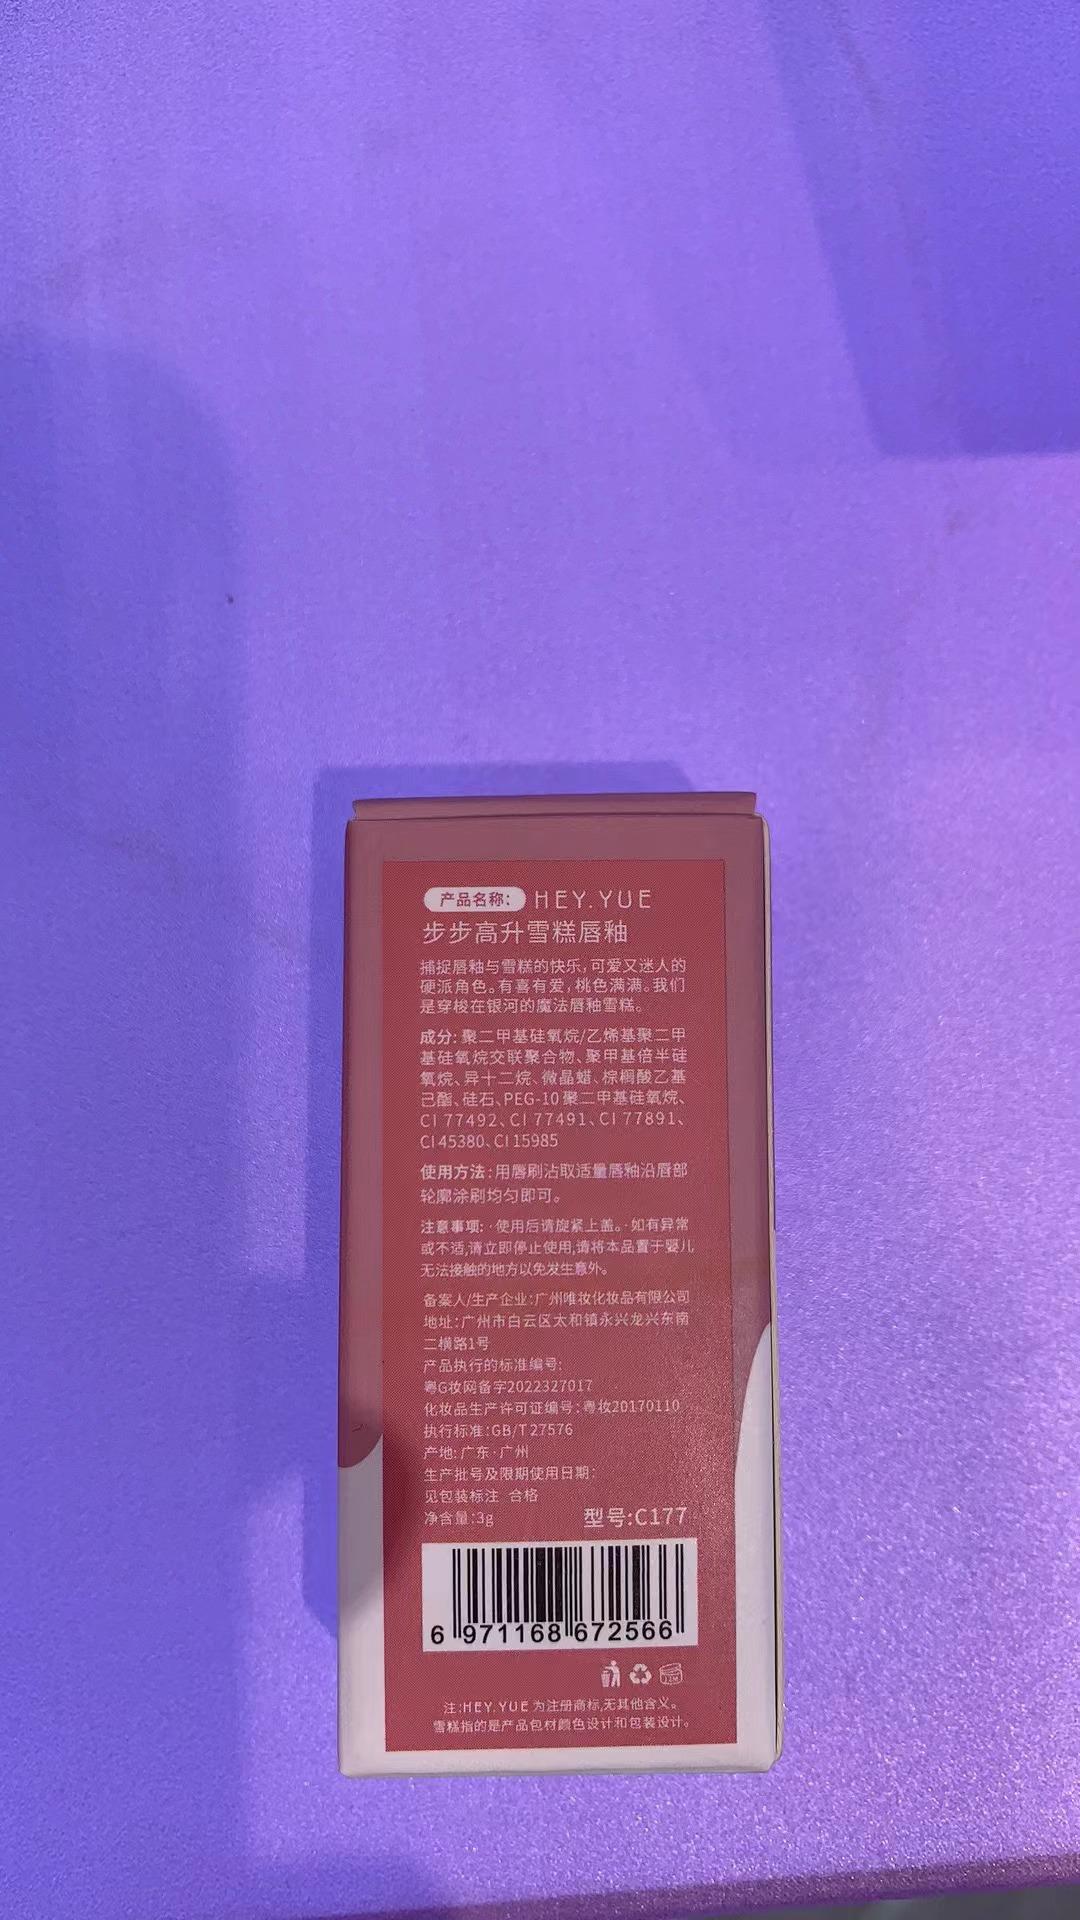 产品名称: HEY.YUE
步步高升雪糕唇釉
捕捉唇釉与雪糕的快乐,可爱又迷人的
硬派角色。有喜有爱,桃色满满。我们
是穿梭在银河的魔法唇釉雪糕。
成分:聚二甲基硅氧烷/乙烯基聚二甲
基硅氧烷交联聚合物、聚甲基倍半硅
氧烷、异十二烷、微晶蜡、棕榈酸乙基
己酯、硅石、PEG-10聚二甲基硅氧烷、
CI 77492、CI 77491、CI 77891、
CI 45380、CI 15985
使用方法:用唇刷沾取适量唇釉沿唇部
轮廓涂刷均匀即可。
注意事项:·使用后请旋紧上盖。·如有异常
或不适,请立即停止使用,请将本品置于婴儿
无法接触的地方以免发生意外。
备案人/生产企业:广州唯妆化妆品有限公司
地址:广州市白云区太和镇永兴龙兴东南
二横路1号
产品执行的标准编号:
粤G妆网备字2022327017
化妆品生产许可证编号:粤妆20170110
执行标准:GB/T 27576
产地:广东·广州
生产批号及限期使用日期:
见包装标注 合格
净含量:3g 型号:C177
6 971168 672566
12M
注:HEY.YUE 为注册商标,无其他含义。
雪糕指的是产品包材颜色设计和包装设计。